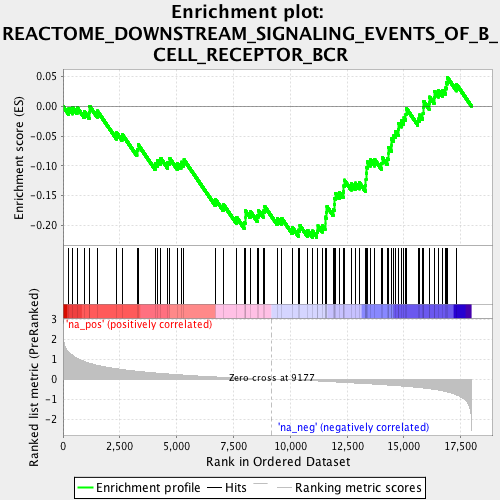 Enrichment plot:
REACTOME_DOWNSTREAM_SIGNALING_EVENTS_OF_B_
CELL_RECEPTOR_BCR
Enrichment score (ES)
0.05
0.00
-0.05
-0.10
-0.15
-0.20
'na_pos' (positively correlated)
Ranked list metric (PreRanked)
3
2
1
0
-1
-2
Zero cross at 9177
'na_neg' (negatively correlated)
0
2,500
5,000
7,500
10,000
12,500
15,000
17,500
Rank in Ordered Dataset
Enrichment profile
Hits
Ranking metric scores